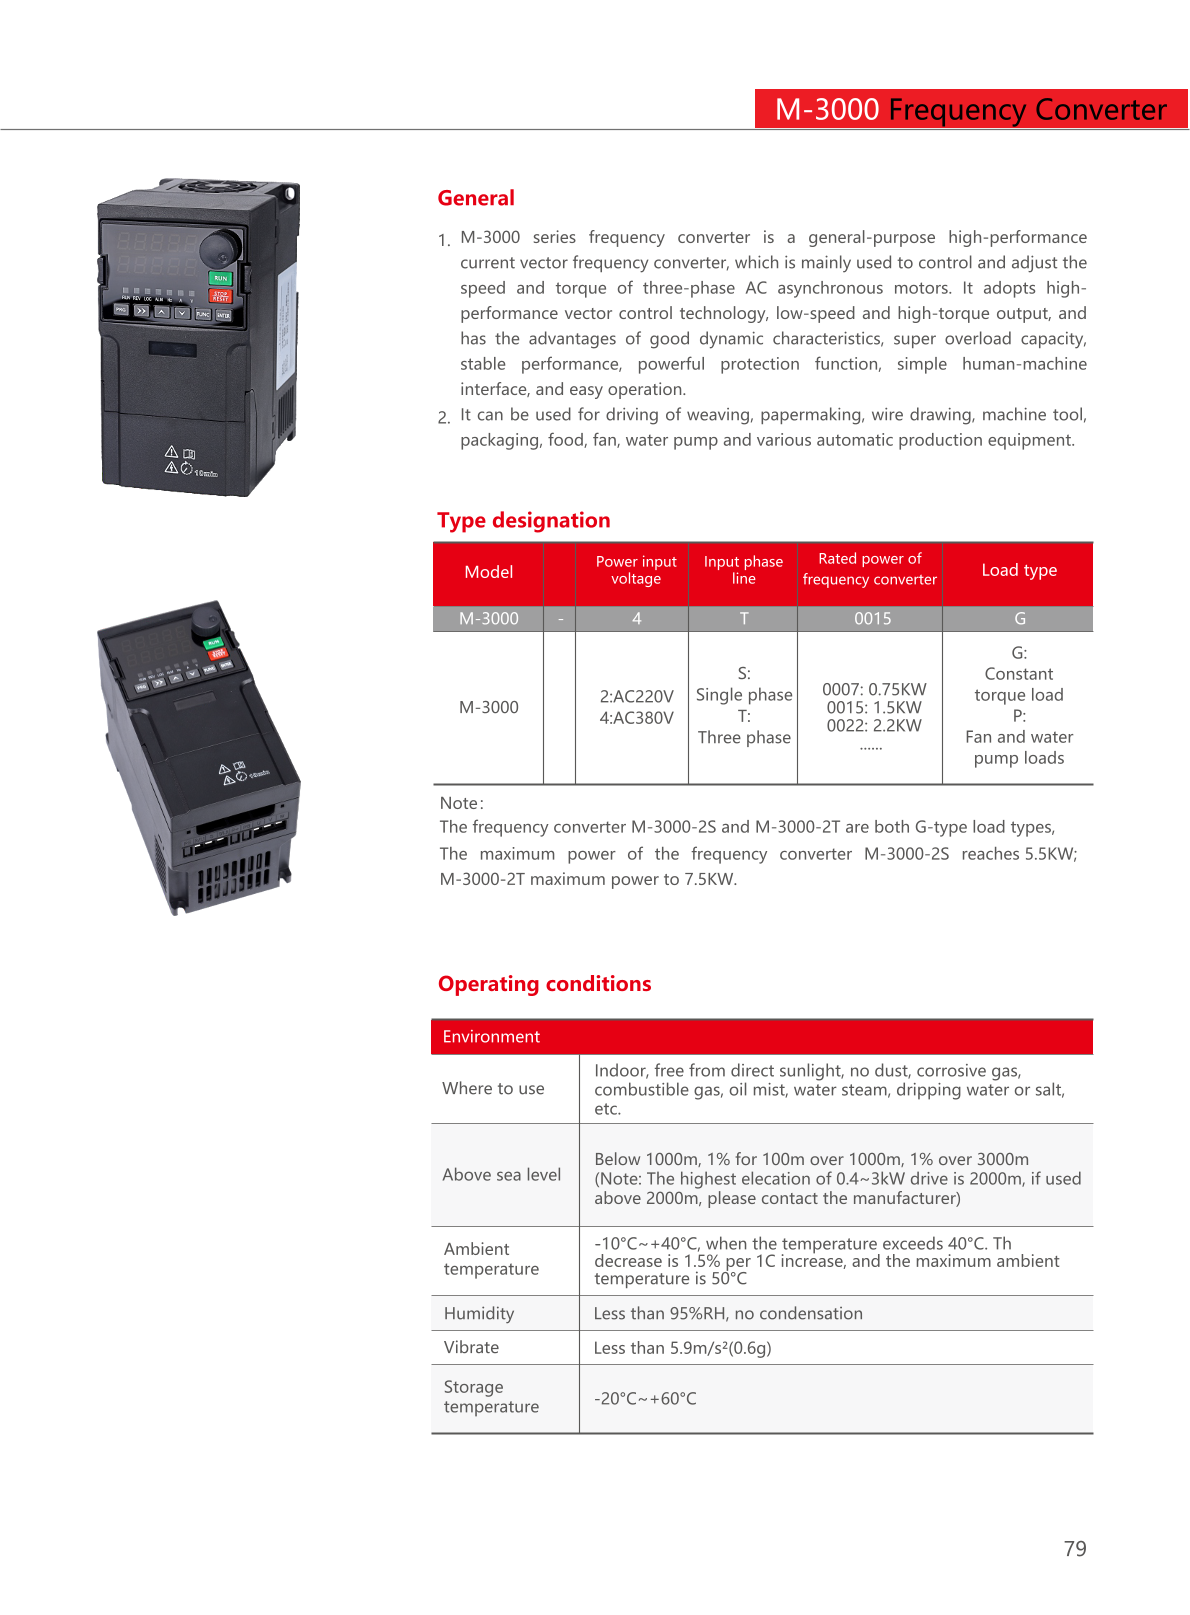 M-3000 Frequency Converter
General
1. M-3000 series frequency converter is a general-purpose high-performance
current vector frequency converter, which is mainly used to control and adjust the
speed and torque of three-phase AC asynchronous motors. It adopts high-
performance vector control technology, low-speed and high-torque output, and
has the advantages of good dynamic characteristics, super overload capacity,
stable performance, powerful protection function, simple human-machine
interface, and easy operation.
2. It can be used for driving of weaving, papermaking, wire drawing, machine tool,
packaging, food, fan, water pump and various automatic production equipment.
RUN
STOP
RESET
RUN REV LOC ALM Hz A V
PRG FUNC ENTER
10min
Type designation
Model
Power input
voltage
Input phase
line
Rated power of
frequency converter
Load type
M-3000 - 4 T 0015 G
M-3000
2:AC220V
4:AC380V
S:
Single phase
T:
Three phase
0007: 0.75KW
0015: 1.5KW
0022: 2.2KW
......
G:
Constant
torque load
P:
Fan and water
pump loads
RUN
STOP
RESET
PRG FUNC ENTER
10min
Note:
The frequency converter M-3000-2S and M-3000-2T are both G-type load types,
The maximum power of the frequency converter M-3000-2S reaches 5.5KW;
M-3000-2T maximum power to 7.5KW.
Operating conditions
Environment
Where to use
Indoor, free from direct sunlight, no dust, corrosive gas,
combustible gas, oil mist, water steam, dripping water or salt,
etc.
Above sea level
Below 1000m, 1% for 100m over 1000m, 1% over 3000m
(Note: The highest elecation of 0.4~3kW drive is 2000m, if used
above 2000m, please contact the manufacturer)
Ambient
temperature
-10°C~+40°C, when the temperature exceeds 40°C. Th
decrease is 1.5% per 1C increase, and the maximum ambient
temperature is 50°C
Humidity
Less than 95%RH, no condensation
Vibrate
Less than 5.9m/s²(0.6g)
Storage
temperature
-20°C~+60°C
79